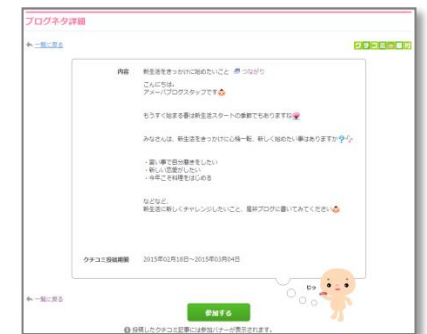 ブログネタ詳細
一覧に戻る
クチコミ@番付
内容 新生活をきっかけに始めたいこと つながり
こんにちは。
アメーバブログスタッフです
もうすぐ始まる春は新生活スタートの季節でもありますね
みなさんは、新生活をきっかけに心機一転、新しく始めたい事はありますか
・習い事で自分磨きをしたい
・新しい恋愛がしたい
・今年こそ料理をはじめる
などなど、
新生活に新しくチャレンジしたいこと、是非ブログに書いてみてください
クチコミ投稿期間 2015年02月18日～2015年03月04日
じっ
一覧に戻る
参加する
投稿したクチコミ記事には参加バナーが表示されます。